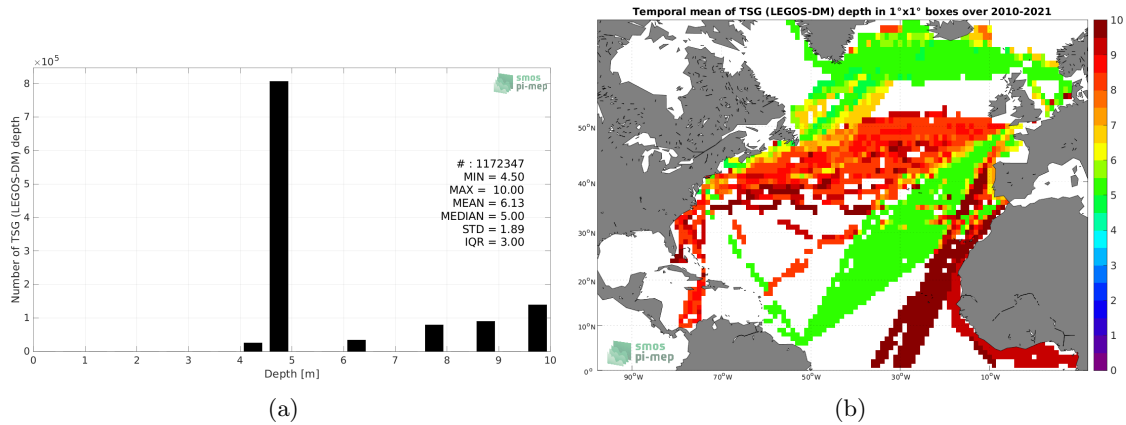 ×10⁵
8
7
6
5
4
3
2
1
0
Number of TSG (LEGOS-DM) depth
smos
pi-mep
# : 1172347
MIN = 4.50
MAX = 10.00
MEAN = 6.13
MEDIAN = 5.00
STD = 1.89
IQR = 3.00
0 1 2 3 4 5 6 7 8 9 10
Depth [m]
(a)
Temporal mean of TSG (LEGOS-DM) depth in 1°x1° boxes over 2010-2021
50°N
40°N
30°N
20°N
10°N
0°N
smos
pi-mep
90°W 70°W 50°W 30°W 10°W
10
9
8
7
6
5
4
3
2
1
0
(b)